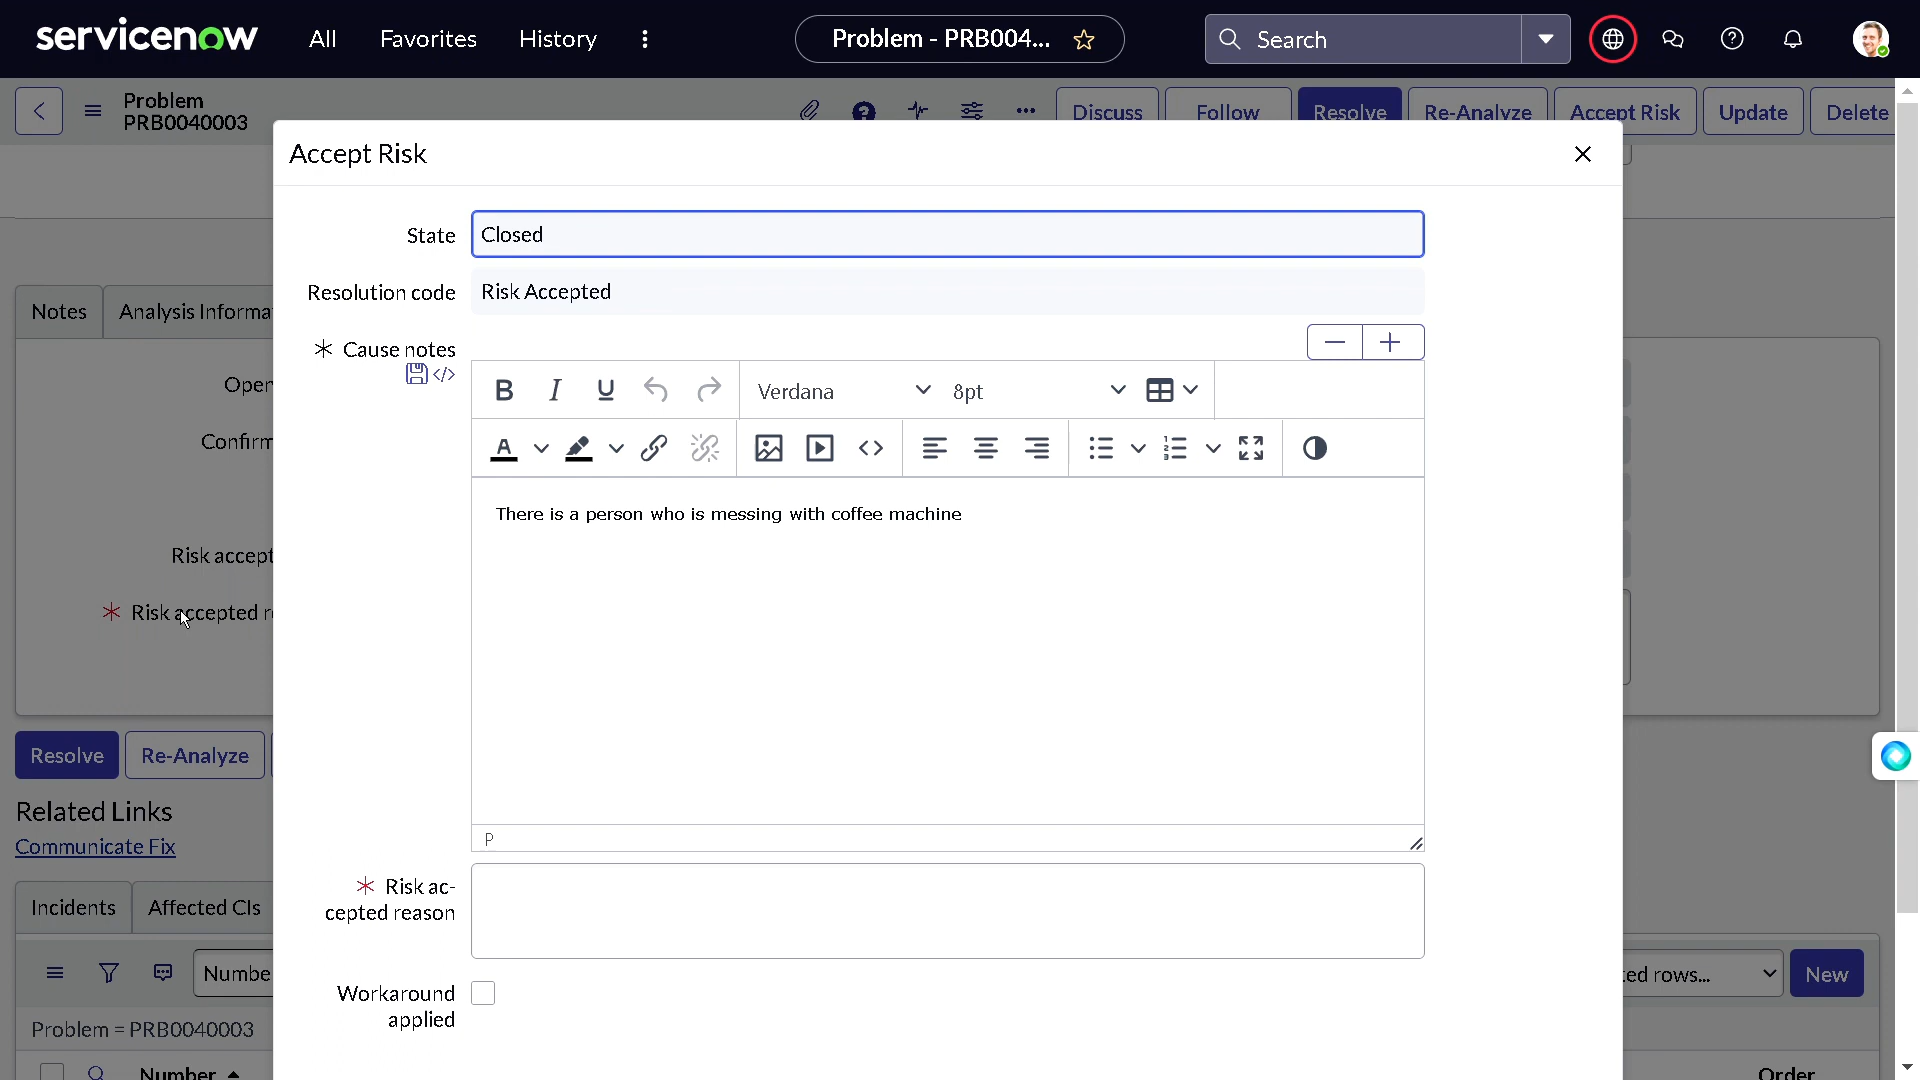 servicenow
All
Favorites
History
Problem - PRB004...
Search
Problem
PRB0040003
Discuss
Follow
Resolve
Re-Analyze
Accept Risk
Update
Delete
Accept Risk
State
Closed
Resolution code
Risk Accepted
Notes
Analysis Informa
Cause notes
Verdana
8pt
Open
Confirm
There is a person who is messing with coffee machine
Risk accept
Risk accepted r
Resolve
Re-Analyze
P
Related Links
Communicate Fix
Risk ac-
cepted reason
Incidents
Affected CIs
Numbe
ed rows...
New
Workaround
applied
Problem = PRB0040003
Number
Order